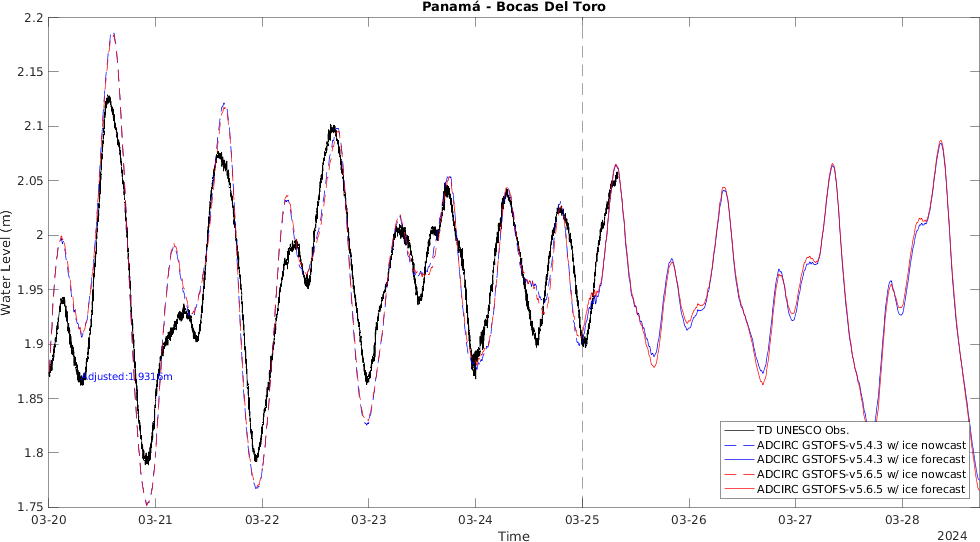 Panamá - Bocas Del Toro
Water Level (m)
2.2
2.15
2.1
2.05
2
1.95
1.9
1.85
1.8
1.75
Adjusted:1.9316m
TD UNESCO Obs.
ADCIRC GSTOFS-v5.4.3 w/ ice nowcast
ADCIRC GSTOFS-v5.4.3 w/ ice forecast
ADCIRC GSTOFS-v5.6.5 w/ ice nowcast
ADCIRC GSTOFS-v5.6.5 w/ ice forecast
03-20 03-21 03-22 03-23 03-24 03-25 03-26 03-27 03-28
Time
2024